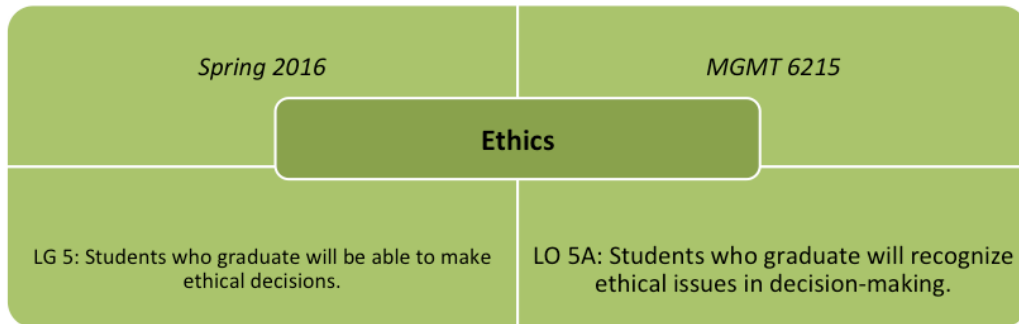 Spring 2016
MGMT 6215
Ethics
LG 5: Students who graduate will be able to make
ethical decisions.
LO 5A: Students who graduate will recognize
ethical issues in decision-making.